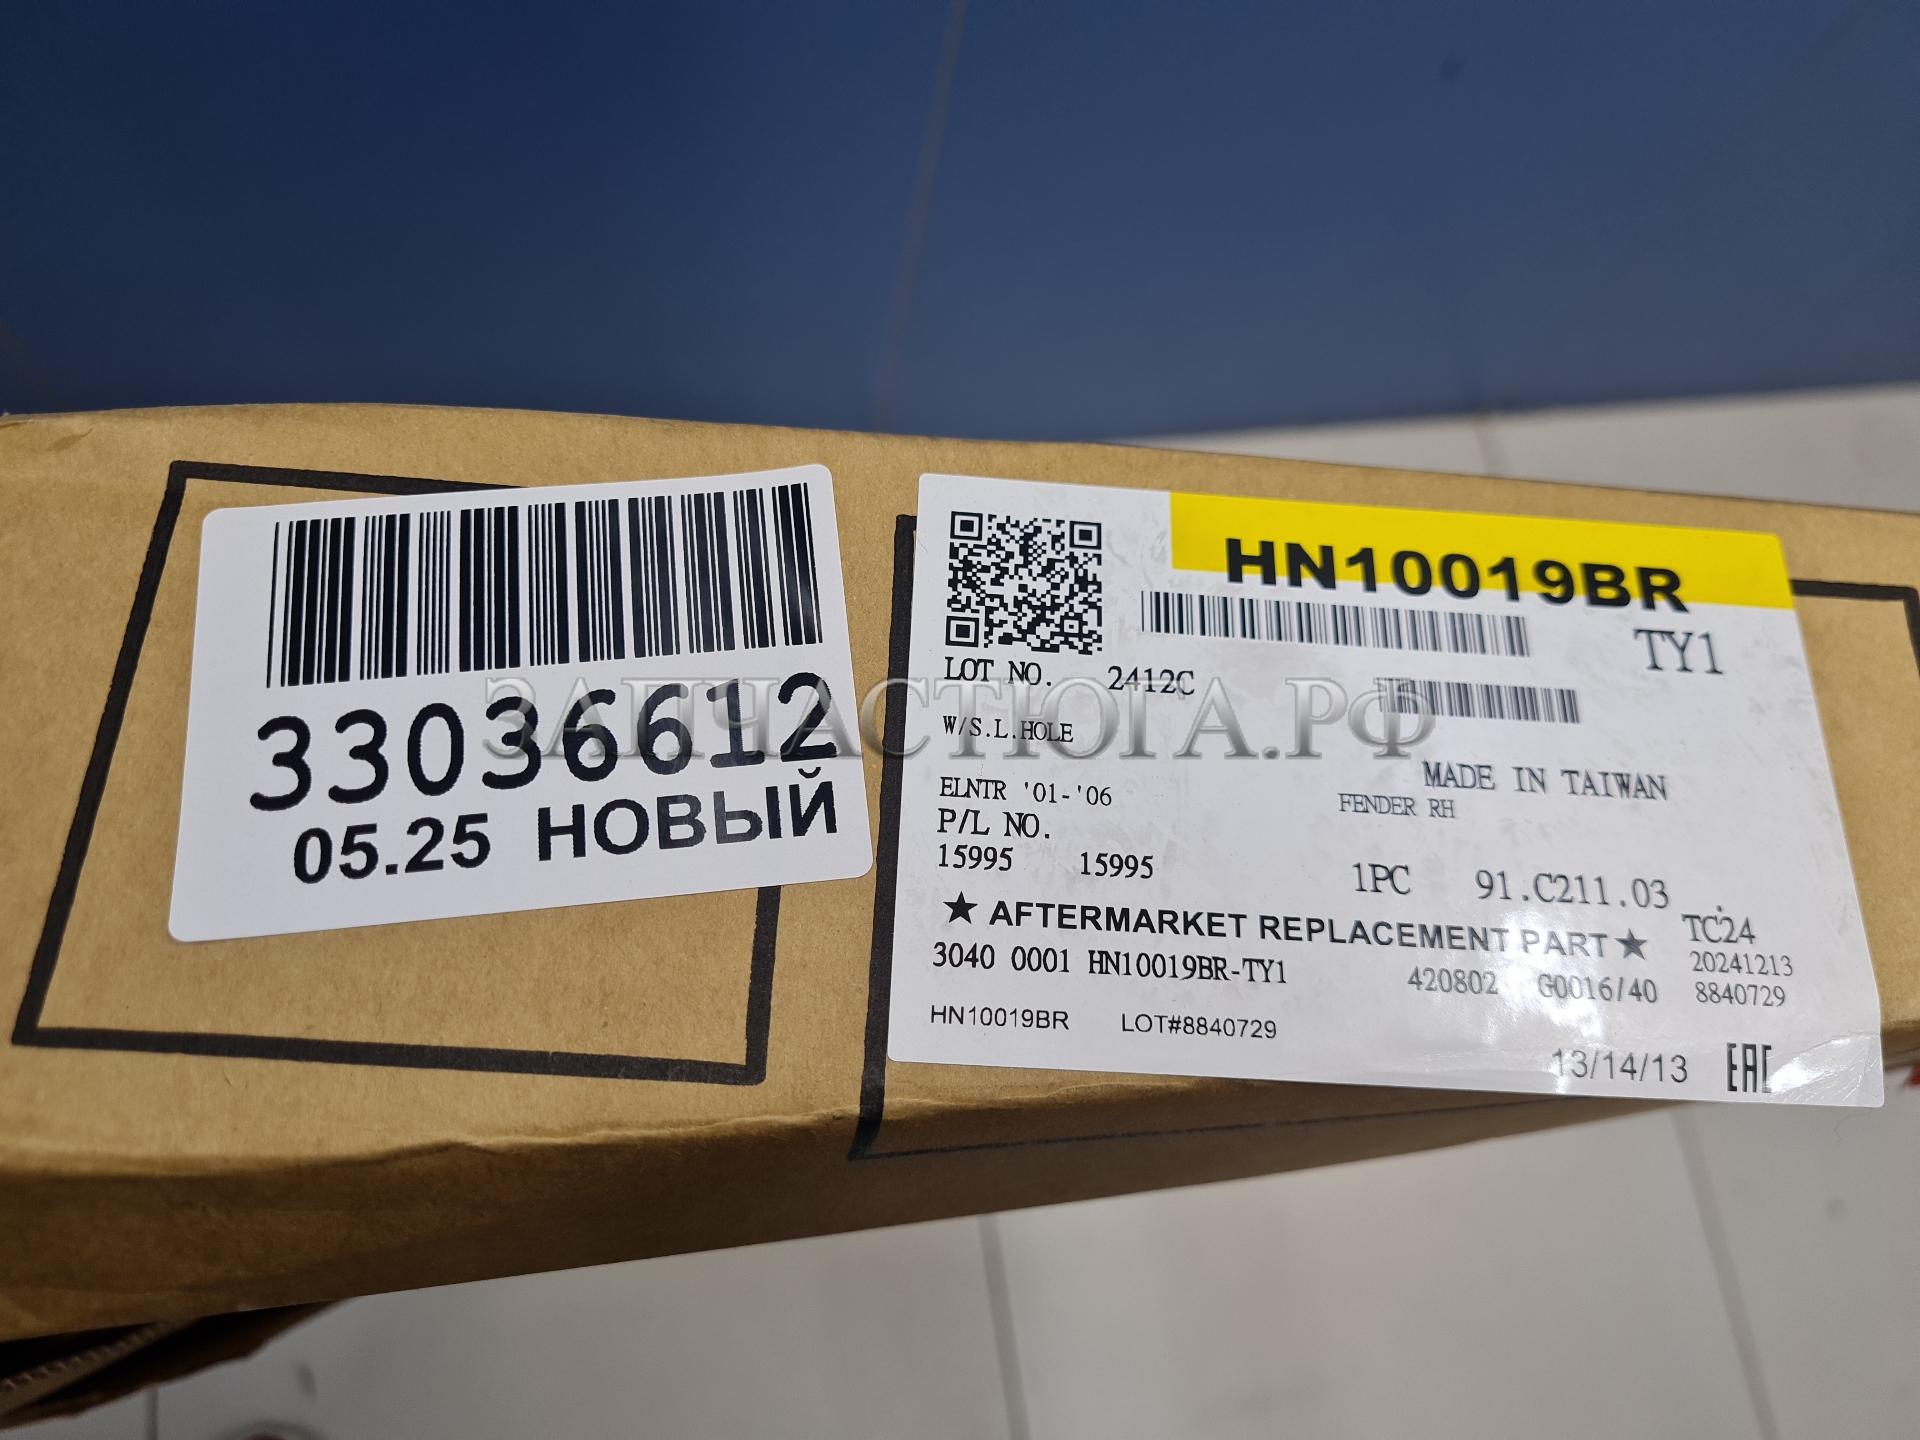 33036612
05.25 НОВЫЙ
HN10019BR
TY1
LOT NO. 2412C
W/S.L.HOLE
MADE IN TAIWAN
ELNTR '01-'06
FENDER RH
P/L NO.
15995 15995
1PC 91.C211.03
★ AFTERMARKET REPLACEMENT PART ★
TC24
3040 0001 HN10019BR-TY1
420802 G0016/40
20241213
8840729
HN10019BR LOT#8840729
13/14/13 EAC
ЗАПЧАСТЮГА.РФ